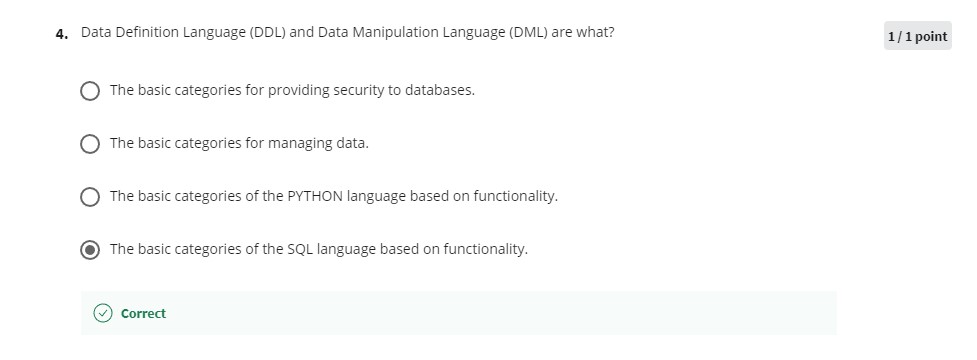 4. Data Definition Language (DDL) and Data Manipulation Language (DML) are what?
1 / 1 point
The basic categories for providing security to databases.
The basic categories for managing data.
The basic categories of the PYTHON language based on functionality.
The basic categories of the SQL language based on functionality.
Correct